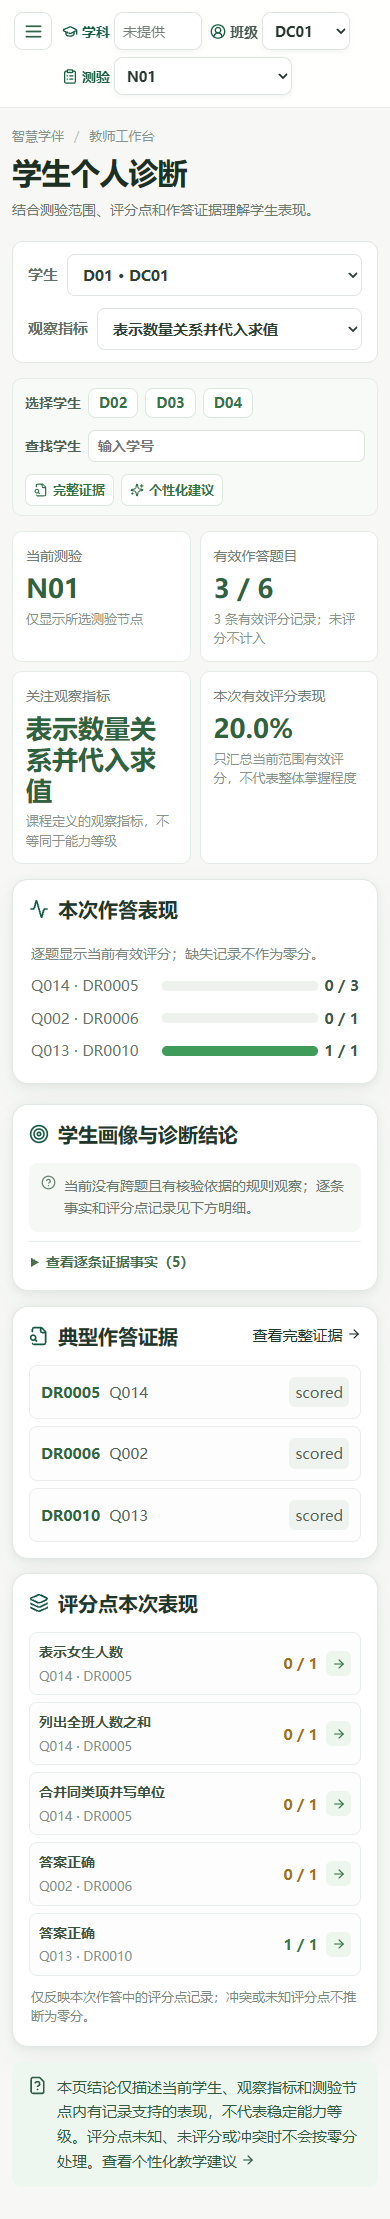 学科 未提供 班级 DC01
测验 N01
智慧学伴 / 教师工作台
学生个人诊断
结合测验范围、评分点和作答证据理解学生表现。
学生 D01 · DC01
观察指标 表示数量关系并代入求值
选择学生 D02 D03 D04
查找学生 输入学号
完整证据 个性化建议
当前测验
N01
仅显示所选测验节点
有效作答题目
3 / 6
3 条有效评分记录；未评
分不计入
关注观察指标
表示数量关
系并代入求
值
课程定义的观察指标，不
等同于能力等级
本次有效评分表现
20.0%
只汇总当前范围有效评
分，不代表整体掌握程度
本次作答表现
逐题显示当前有效评分；缺失记录不作为零分。
Q014 · DR0005 0 / 3
Q002 · DR0006 0 / 1
Q013 · DR0010 1 / 1
学生画像与诊断结论
当前没有跨题且有核验依据的规则观察；逐条
事实和评分点记录见下方明细。
查看逐条证据事实（5）
典型作答证据 查看完整证据
DR0005 Q014 scored
DR0006 Q002 scored
DR0010 Q013 scored
评分点本次表现
表示女生人数
Q014 · DR0005 0 / 1
列出全班人数之和
Q014 · DR0005 0 / 1
合并同类项并写单位
Q014 · DR0005 0 / 1
答案正确
Q002 · DR0006 0 / 1
答案正确
Q013 · DR0010 1 / 1
仅反映本次作答中的评分点记录；冲突或未知评分点不推
断为零分。
本页结论仅描述当前学生、观察指标和测验节
点内有记录支持的表现，不代表稳定能力等
级。评分点未知、未评分或冲突时不会按零分
处理。查看个性化教学建议